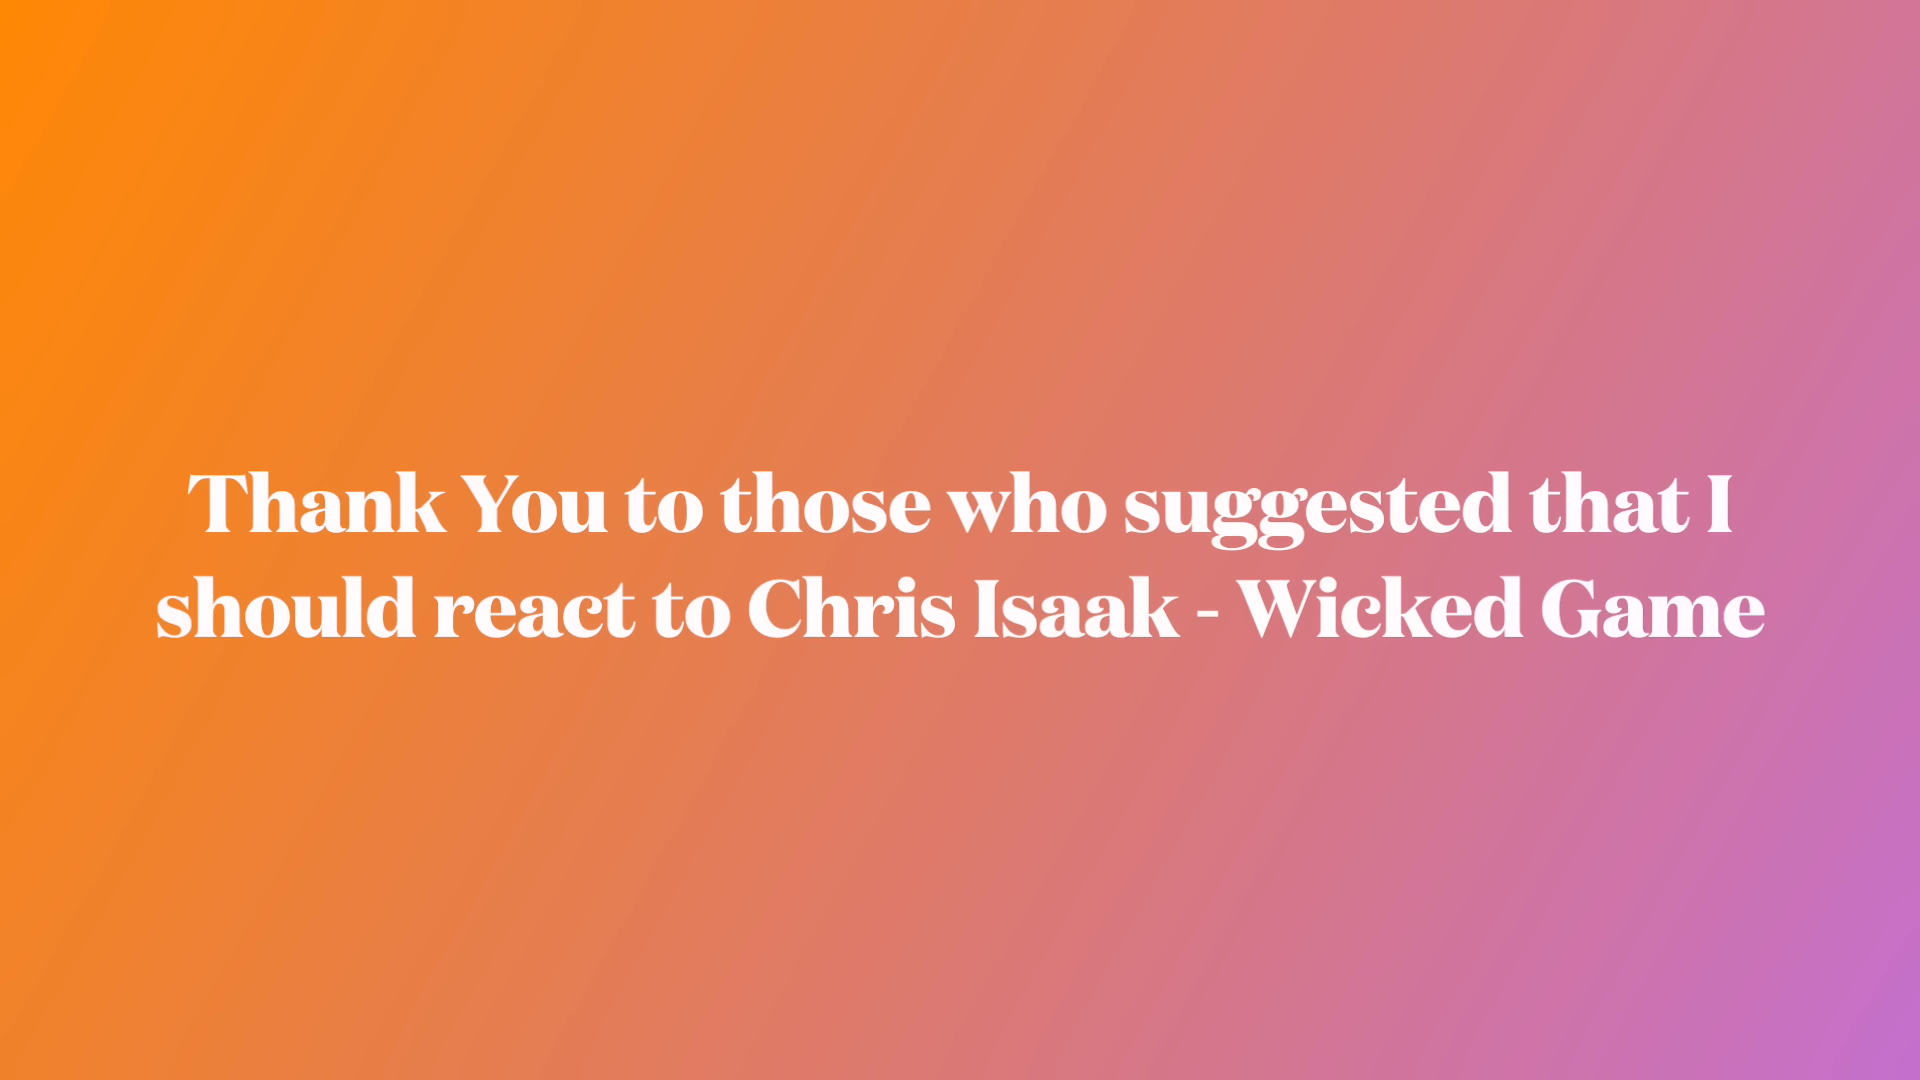 Thank You to those who suggested that I
should react to Chris Isaak - Wicked Game